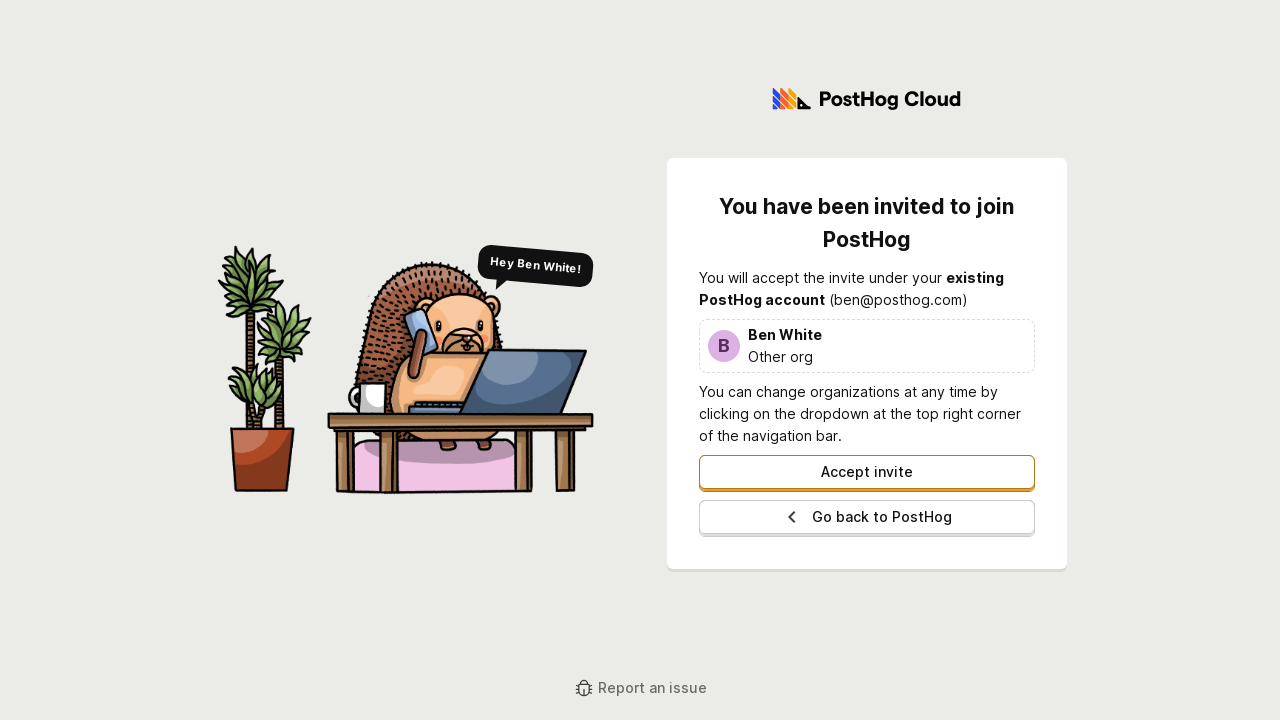 PostHog Cloud
Hey Ben White!
You have been invited to join
PostHog
You will accept the invite under your existing
PostHog account (ben@posthog.com)
B
Ben White
Other org
You can change organizations at any time by
clicking on the dropdown at the top right corner
of the navigation bar.
Accept invite
Go back to PostHog
Report an issue